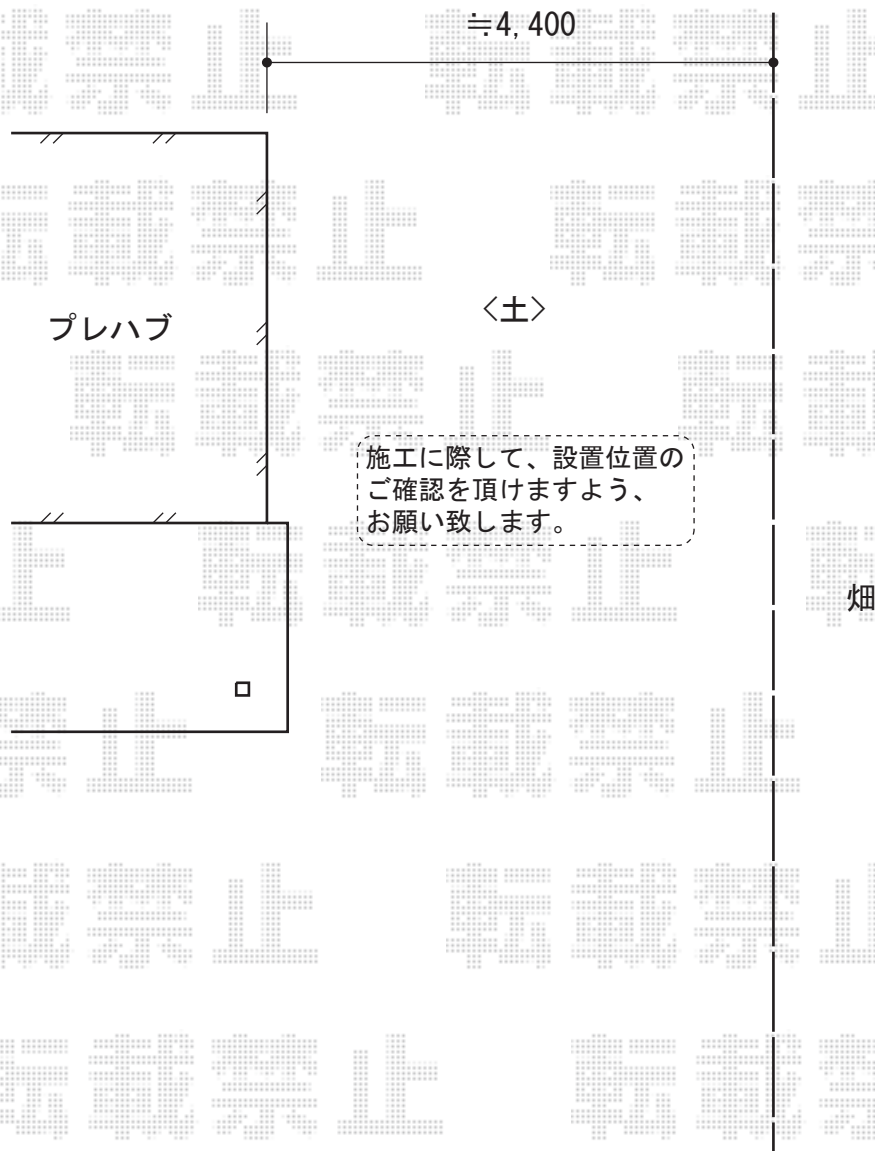 ≒4,400
〈土〉
プレハブ
施工に際して、設置位置の
ご確認を頂けますよう、
お願い致します。
畑
転載禁止